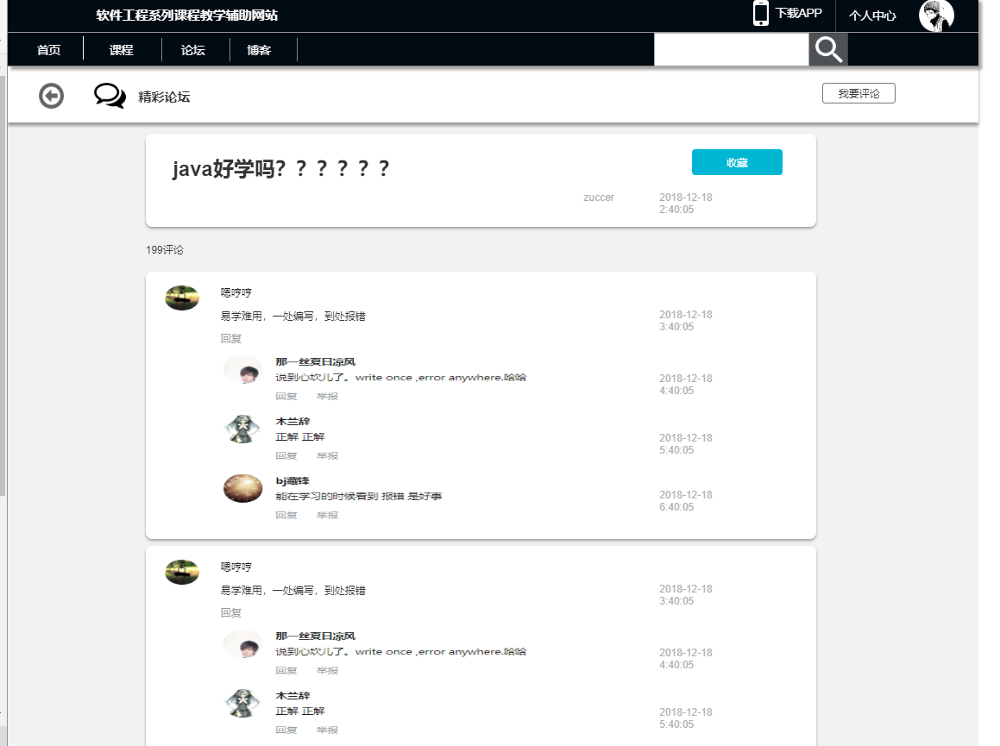 软件工程系列课程教学辅助网站
下载APP
个人中心
首页
课程
论坛
博客
精彩论坛
我要评论
java好学吗？？？？？？
收藏
zuccer
2018-12-18
2:40:05
199评论
嗯哼哼
易学难用，一处编写，到处报错
2018-12-18
3:40:05
回复
那一丝夏日凉风
说到心坎儿了。write once ,error anywhere.哈哈
2018-12-18
4:40:05
回复 举报
木兰辞
正解 正解
2018-12-18
5:40:05
回复 举报
bj藏锋
能在学习的时候看到 报错 是好事
2018-12-18
6:40:05
回复 举报
嗯哼哼
易学难用，一处编写，到处报错
2018-12-18
3:40:05
回复
那一丝夏日凉风
说到心坎儿了。write once ,error anywhere.哈哈
2018-12-18
4:40:05
回复 举报
木兰辞
正解 正解
2018-12-18
5:40:05
回复 举报